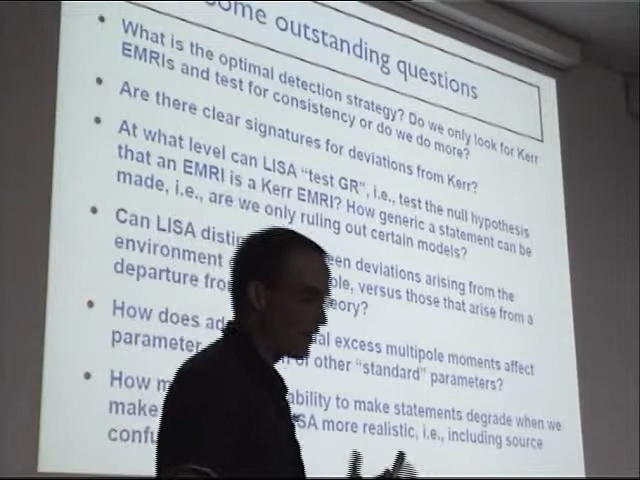 ome outstanding questions
• What is the optimal detection strategy? Do we only look for Kerr
EMRIs and test for consistency or do we do more?
• Are there clear signatures for deviations from Kerr?
• At what level can LISA “test GR”, i.e., test the null hypothesis
that an EMRI is a Kerr EMRI? How generic a statement can be
made, i.e., are we only ruling out certain models?
• Can LISA distin een deviations arising from the
environment ole, versus those that arise from a
departure fro eory?
• How does ad al excess multipole moments affect
parameter of other “standard” parameters?
• How m ability to make statements degrade when we
make SA more realistic, i.e., including source
confu